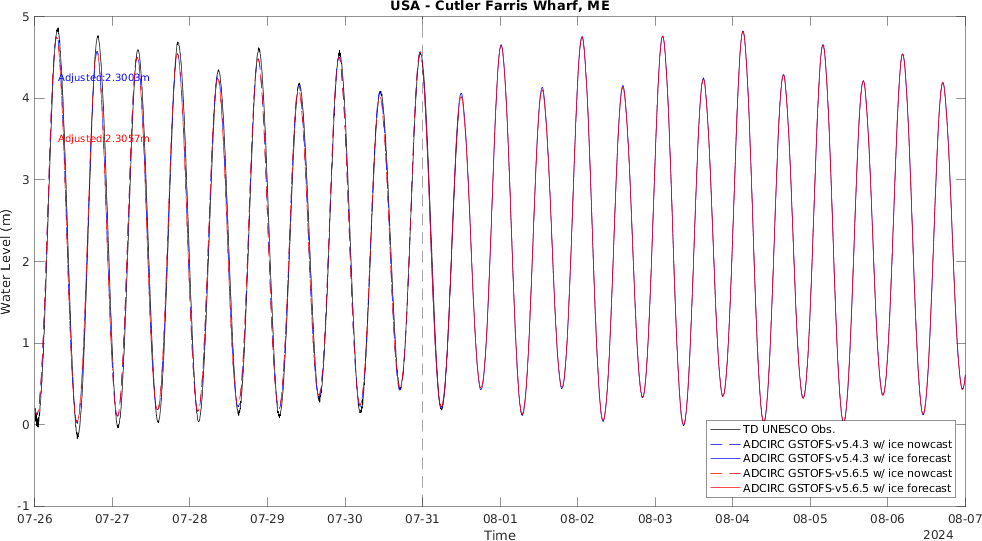 USA - Cutler Farris Wharf, ME
5
4
3
2
1
0
-1
Water Level (m)
Adjusted:2.3003m
Adjusted:2.3057m
TD UNESCO Obs.
ADCIRC GSTOFS-v5.4.3 w/ ice nowcast
ADCIRC GSTOFS-v5.4.3 w/ ice forecast
ADCIRC GSTOFS-v5.6.5 w/ ice nowcast
ADCIRC GSTOFS-v5.6.5 w/ ice forecast
07-26 07-27 07-28 07-29 07-30 07-31 08-01 08-02 08-03 08-04 08-05 08-06 08-07
Time
2024